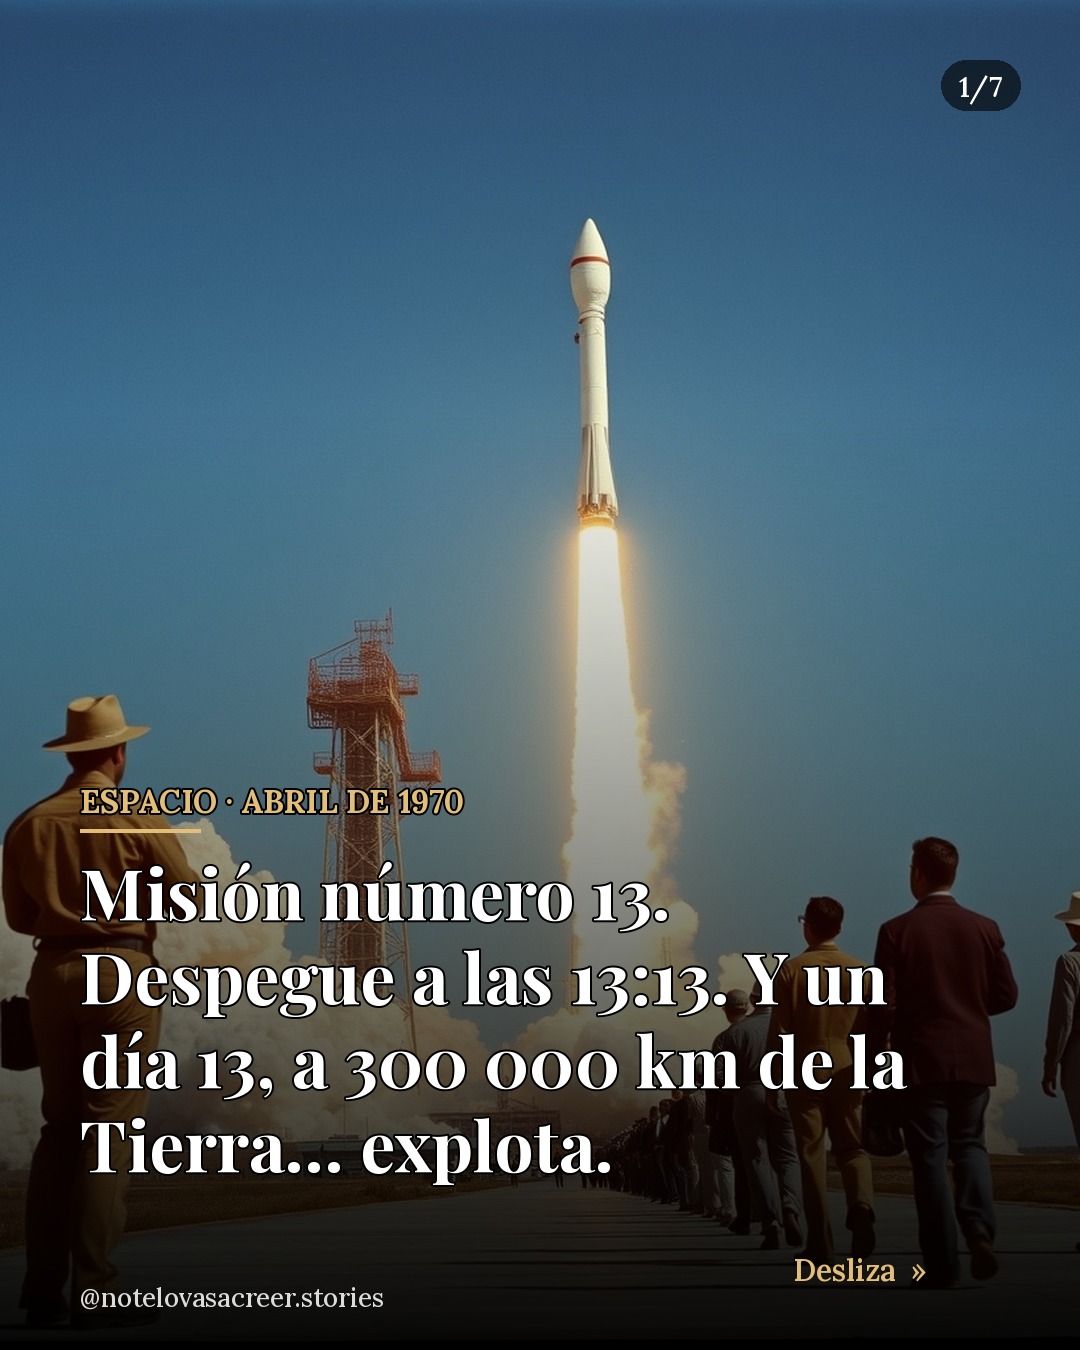 1/7
ESPACIO · ABRIL DE 1970
Misión número 13.
Despegue a las 13:13. Y un
día 13, a 300 000 km de la
Tierra... explota.
Desliza »
@notelovasacreer.stories